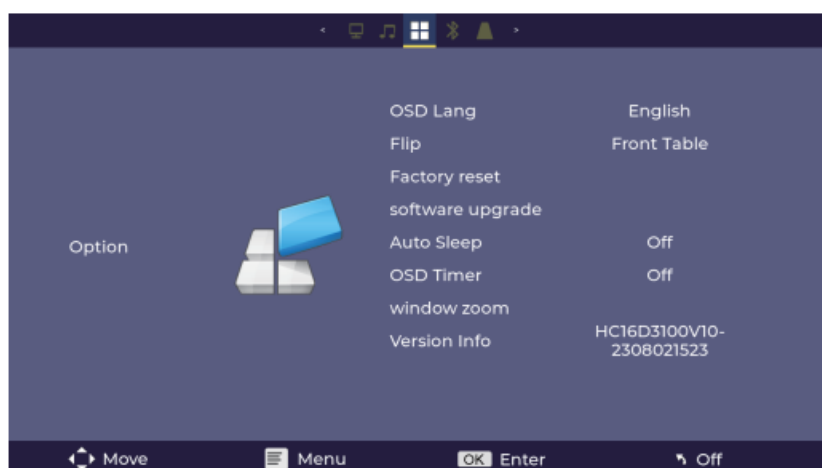 OSD Lang English
Flip Front Table
Factory reset
software upgrade
Option
Auto Sleep Off
OSD Timer Off
window zoom
Version Info HC16D3100V10-
2308021523
Move Menu OK Enter Off